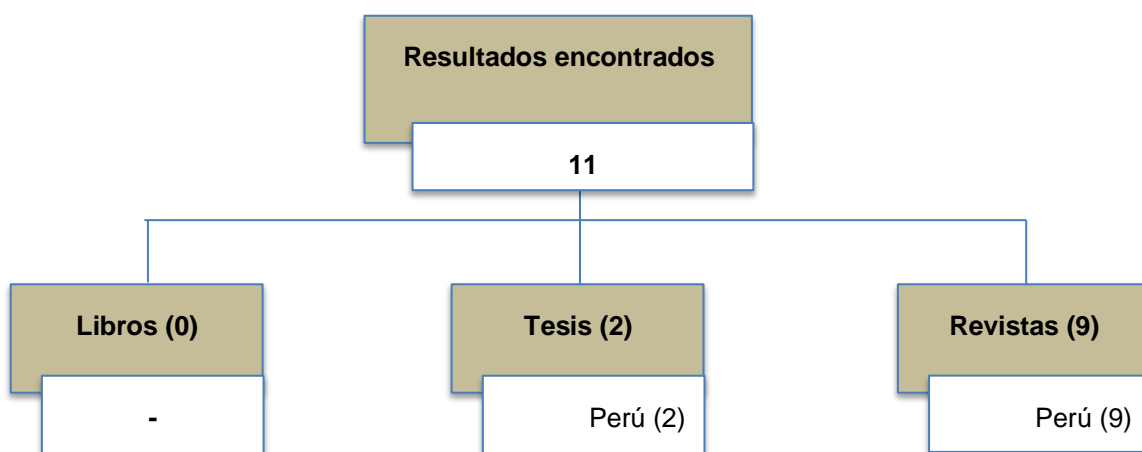 Resultados encontrados
11
Libros (0)
Tesis (2)
Revistas (9)
-
Perú (2)
Perú (9)